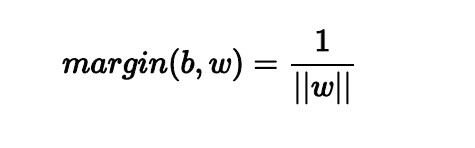 margin(b, w) = 1 / ||w||